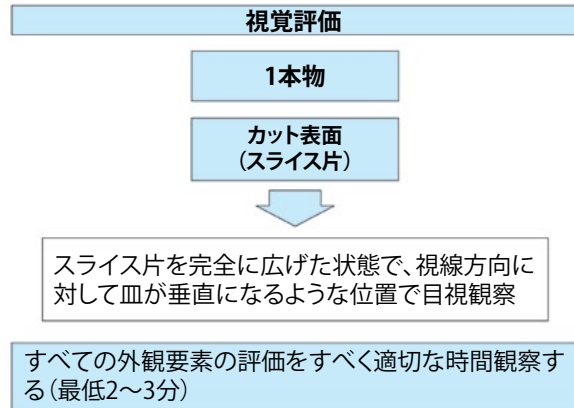 視覚評価
1本物
カット表面
（スライス片）
スライス片を完全に広げた状態で、視線方向に
対して皿が垂直になるような位置で目視観察
すべての外観要素の評価をすべく適切な時間観察す
る（最低2～3分）